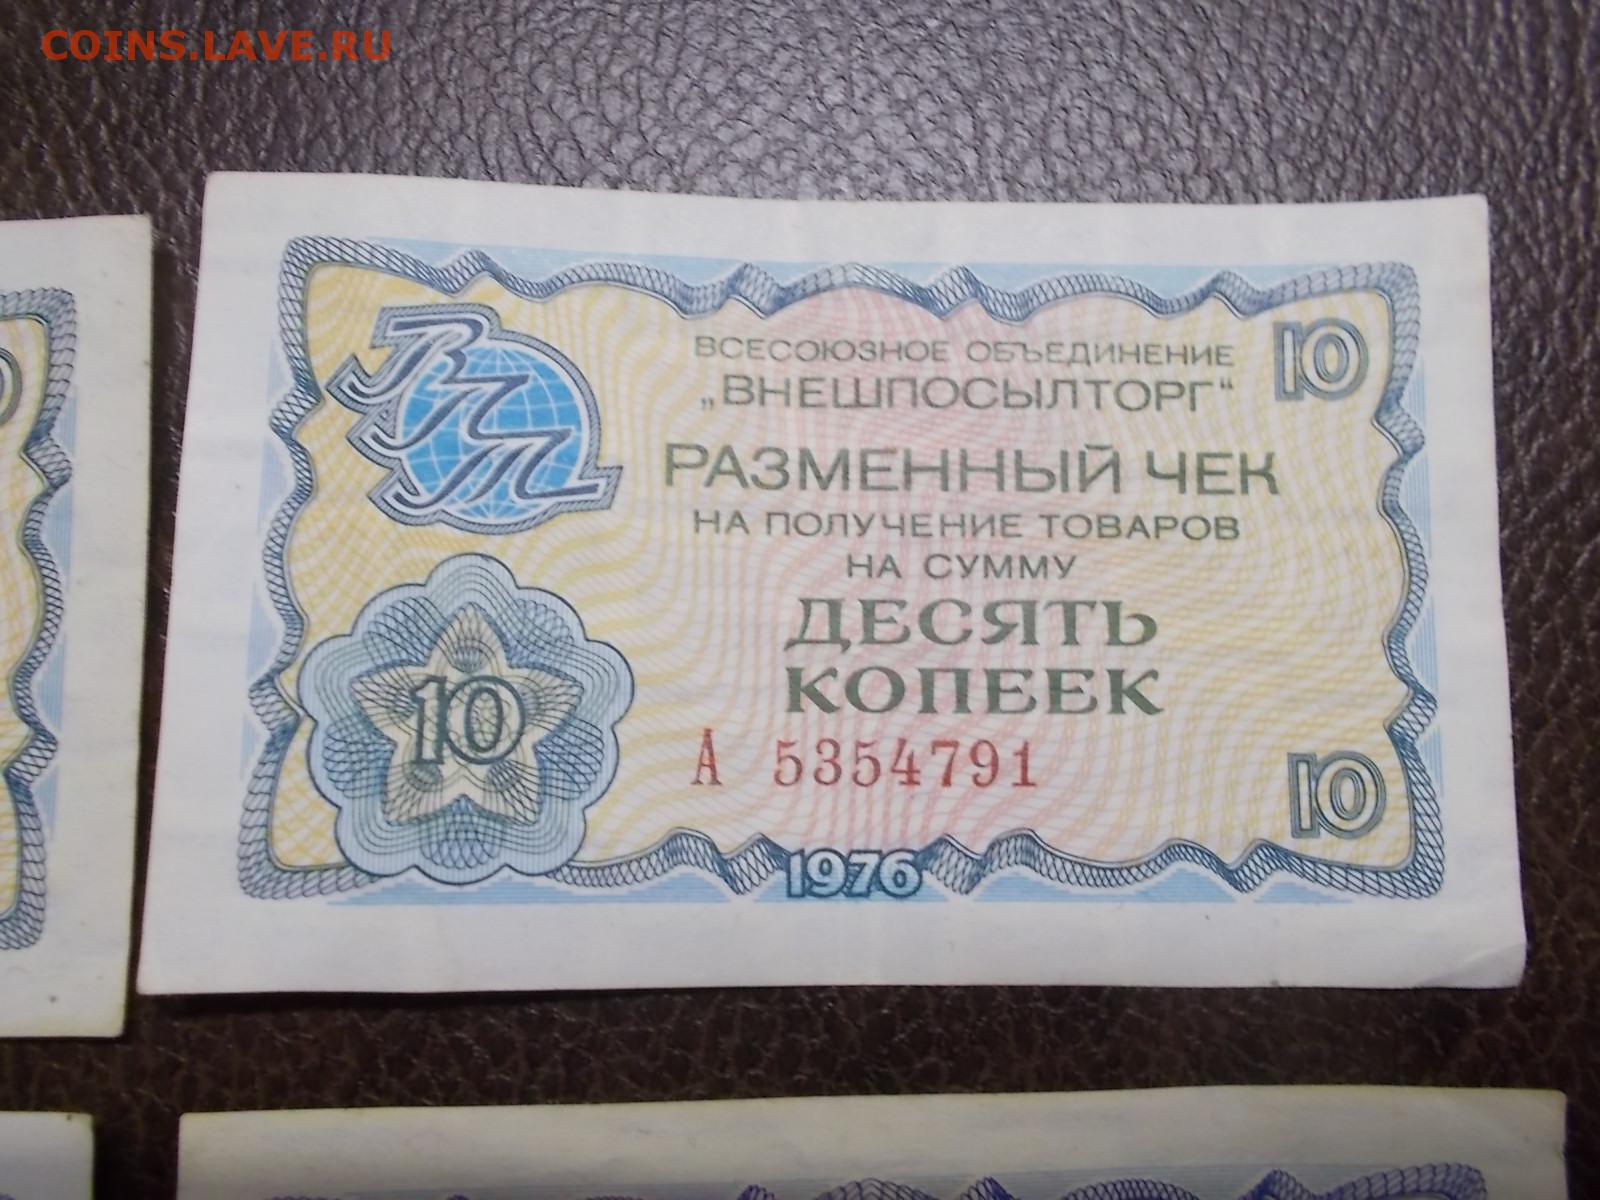 COINS.LAVE.RU
ВПТ
ВСЕСОЮЗНОЕ ОБЪЕДИНЕНИЕ
„ВНЕШПОСЫЛТОРГ“
10
РАЗМЕННЫЙ ЧЕК
НА ПОЛУЧЕНИЕ ТОВАРОВ
НА СУММУ
ДЕСЯТЬ
КОПЕЕК
10
А 5354791
10
1976